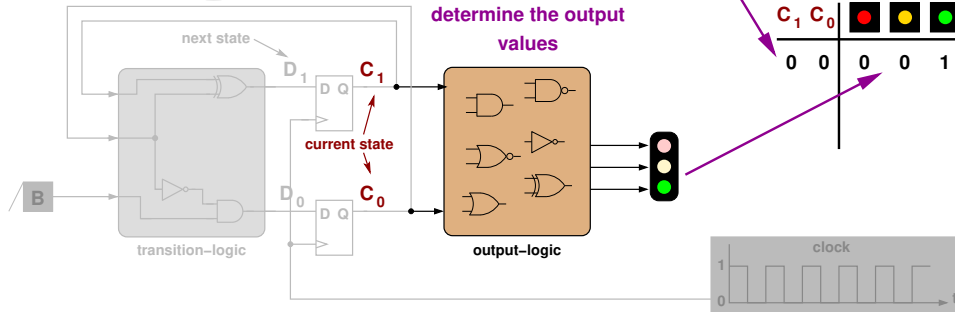 determine the output
values
C1 C0
0 0 0 0 1
next state
D1
D Q
C1
current state
B
D0
D Q
C0
transition-logic
output-logic
clock
1
0
t